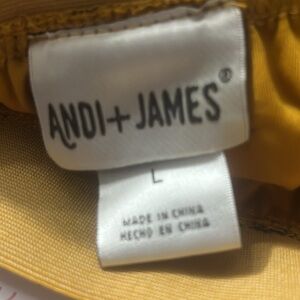 ANDI+JAMES®
L
MADE IN CHINA
HECHO EN CHINA